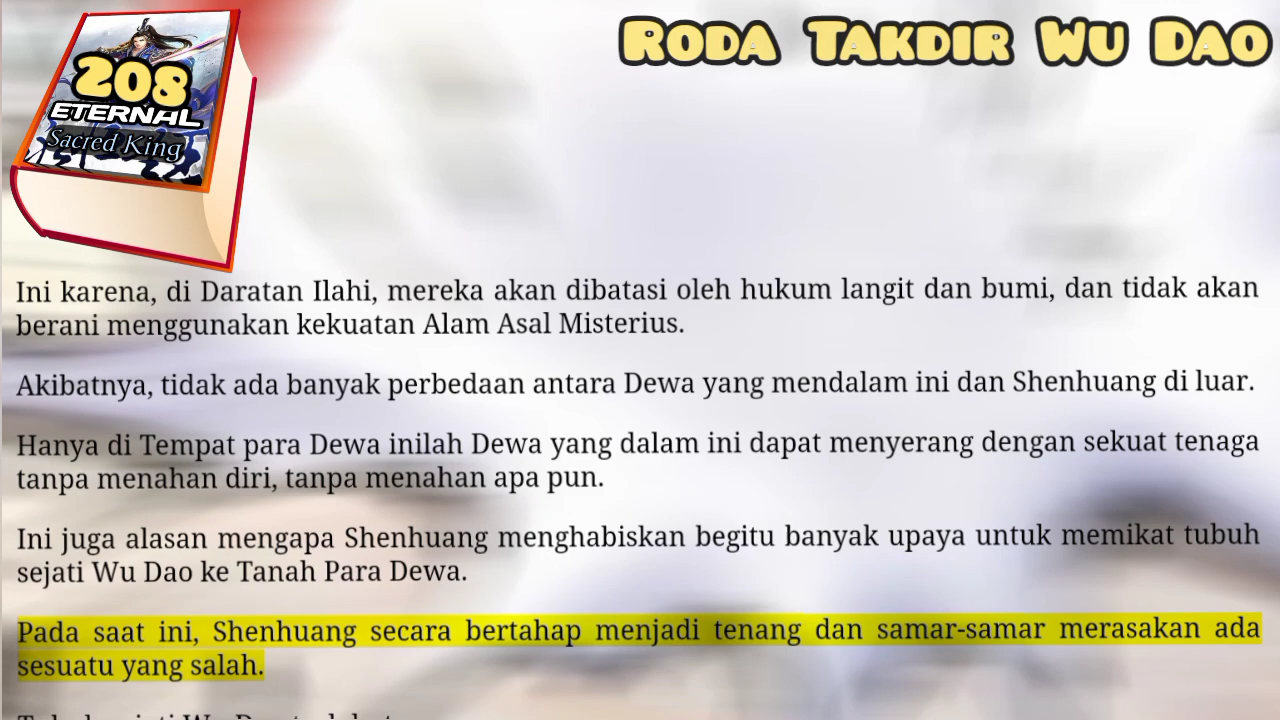 Roda Takdir Wu Dao
208
ETERNAL
Sacred King
Ini karena, di Daratan Ilahi, mereka akan dibatasi oleh hukum langit dan bumi, dan tidak akan
berani menggunakan kekuatan Alam Asal Misterius.
Akibatnya, tidak ada banyak perbedaan antara Dewa yang mendalam ini dan Shenhuang di luar.
Hanya di Tempat para Dewa inilah Dewa yang dalam ini dapat menyerang dengan sekuat tenaga
tanpa menahan diri, tanpa menahan apa pun.
Ini juga alasan mengapa Shenhuang menghabiskan begitu banyak upaya untuk memikat tubuh
sejati Wu Dao ke Tanah Para Dewa.
Pada saat ini, Shenhuang secara bertahap menjadi tenang dan samar-samar merasakan ada
sesuatu yang salah.